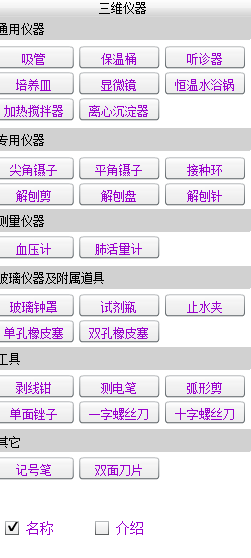 三维仪器
通用仪器
吸管 保温桶 听诊器
培养皿 显微镜 恒温水浴锅
加热搅拌器 离心沉淀器
专用仪器
尖角镊子 平角镊子 接种环
解刨剪 解刨盘 解刨针
测量仪器
血压计 肺活量计
玻璃仪器及附属道具
玻璃钟罩 试剂瓶 止水夹
单孔橡皮塞 双孔橡皮塞
工具
剥线钳 测电笔 弧形剪
单面锉子 一字螺丝刀 十字螺丝刀
其它
记号笔 双面刀片
名称 介绍